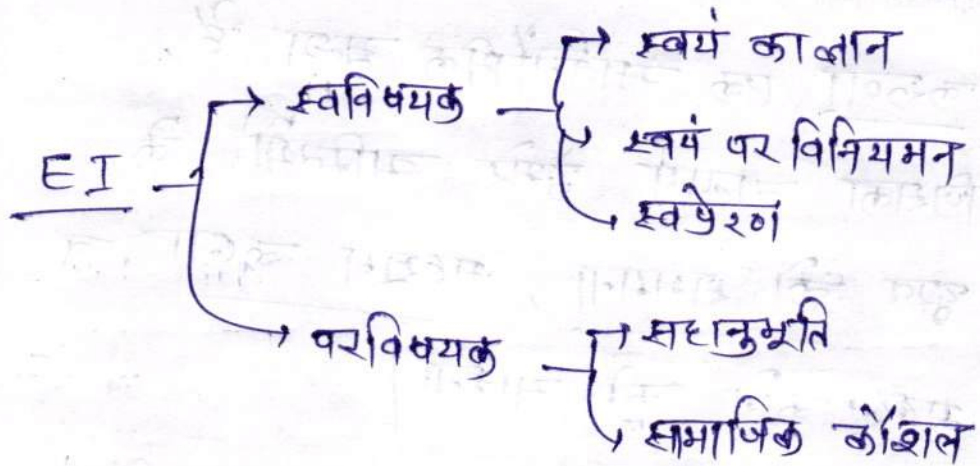 स्वयं का ज्ञान
स्वविषयक
स्वयं पर विनियमन
EI
स्वप्रेरणा
परविषयक
सहानुभूति
सामाजिक कौशल